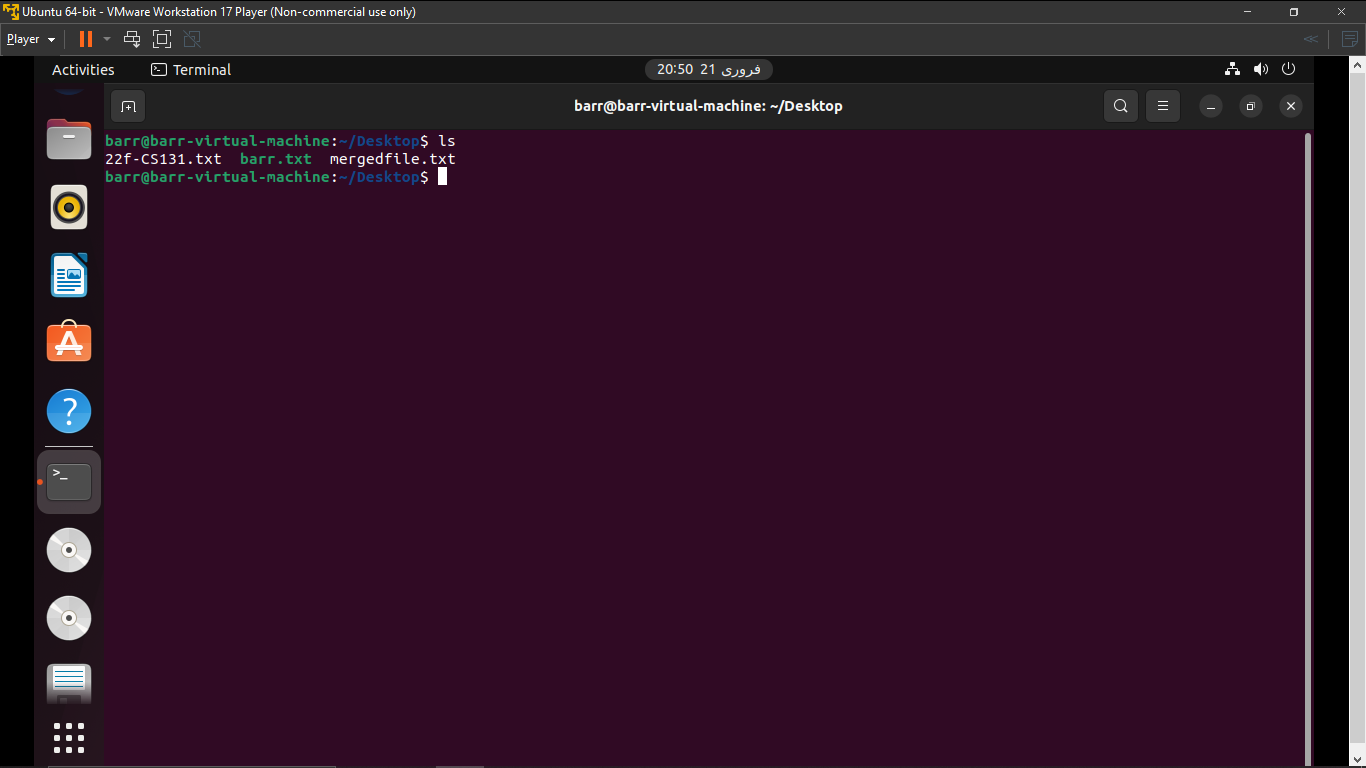 Ubuntu 64-bit - VMware Workstation 17 Player (Non-commercial use only)
Player
Activities
Terminal
20:50 21 فروری
barr@barr-virtual-machine: ~/Desktop
barr@barr-virtual-machine:~/Desktop$ ls
22f-CS131.txt barr.txt mergedfile.txt
barr@barr-virtual-machine:~/Desktop$